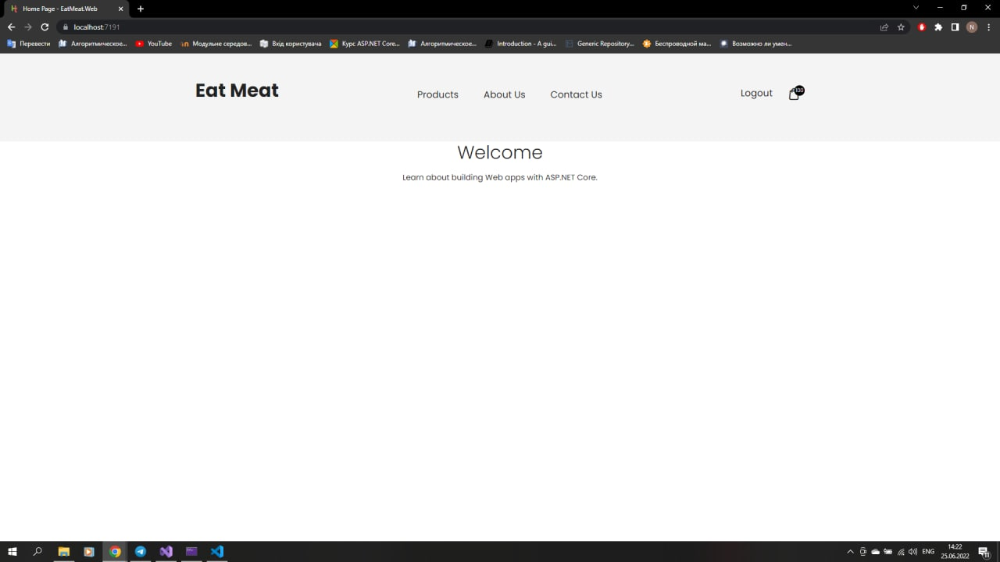 Home Page - EatMeat.Web
localhost:7191
Перевести Алгоритмическое... YouTube Модульне середов... Вхід користувача Курс ASP.NET Core... Алгоритмическое... Introduction - A gui... Generic Repository... Беспроводной ма... Возможно ли умен...
N
Eat Meat Products About Us Contact Us Logout 100
Welcome
Learn about building Web apps with ASP.NET Core.
ENG 14:22
25.06.2022
11